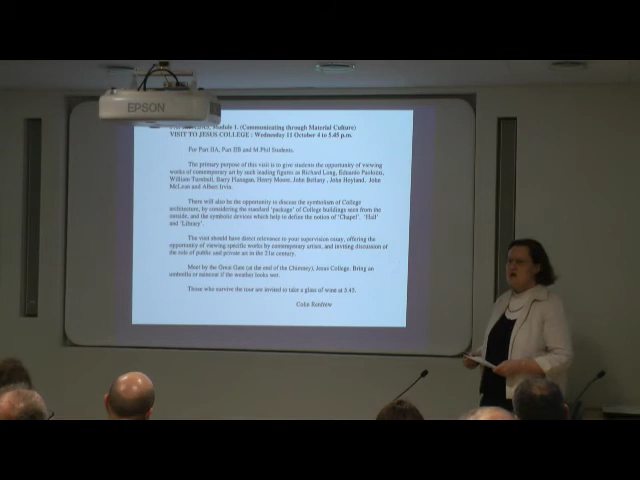 EPSON
Module 1. (Communicating through Material Culture)
VISIT TO JESUS COLLEGE : Wednesday 11 October 4 to 5.45 p.m.
For Part IIA, Part IIB and M.Phil Students.
The primary purpose of this visit is to give students the opportunity of viewing
works of contemporary art by such leading figures as Richard Long, Eduardo Paolozzi,
William Turnbull, Barry Flanagan, Henry Moore, John Bellany , John Hoyland, John
McLean and Albert Irvin.
There will also be the opportunity to discuss the symbolism of College
architecture, by considering the standard 'package' of College buildings seen from the
outside, and the symbolic devices which help to define the notion of 'Chapel', 'Hall'
and 'Library'.
The visit should have direct relevance to your supervision essay, offering the
opportunity of viewing specific works by contemporary artists, and inviting discussion of
the role of public and private art in the 21st century.
Meet by the Great Gate (at the end of the Chimney), Jesus College. Bring an
umbrella or raincoat if the weather looks wet.
Those who survive the tour are invited to take a glass of wine at 5.45.
Colin Renfrew